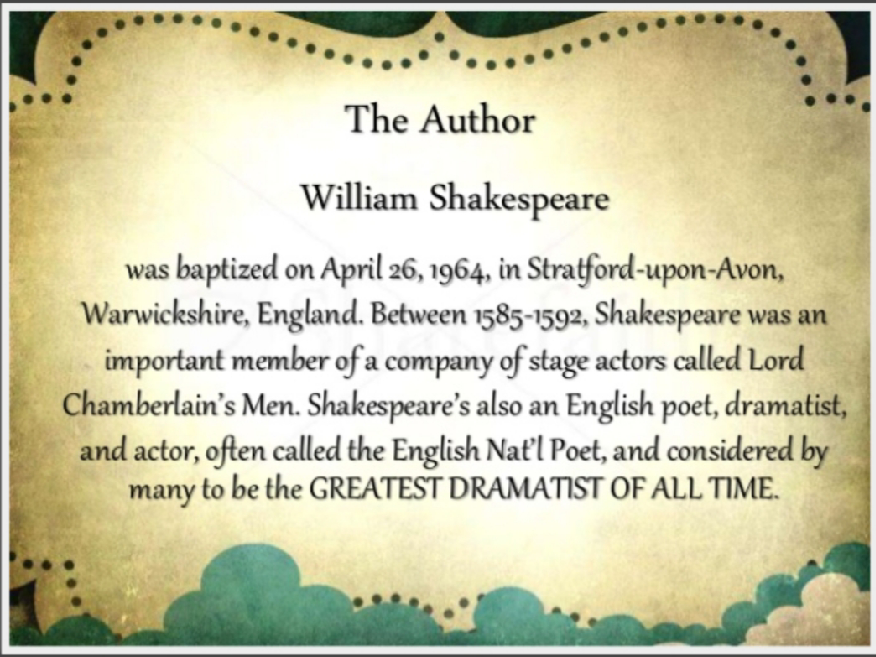 The Author
William Shakespeare
was baptized on April 26, 1964, in Stratford-upon-Avon,
Warwickshire, England. Between 1585-1592, Shakespeare was an
important member of a company of stage actors called Lord
Chamberlain's Men. Shakespeare's also an English poet, dramatist,
and actor, often called the English Nat'l Poet, and considered by
many to be the GREATEST DRAMATIST OF ALL TIME.